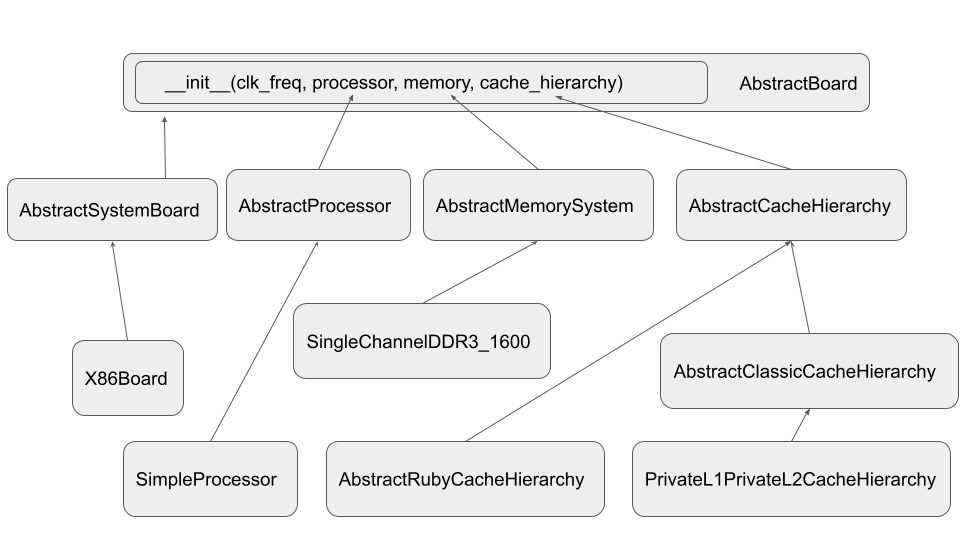 __init__(clk_freq, processor, memory, cache_hierarchy)
AbstractBoard
AbstractSystemBoard
AbstractProcessor
AbstractMemorySystem
AbstractCacheHierarchy
SingleChannelDDR3_1600
X86Board
AbstractClassicCacheHierarchy
SimpleProcessor
AbstractRubyCacheHierarchy
PrivateL1PrivateL2CacheHierarchy